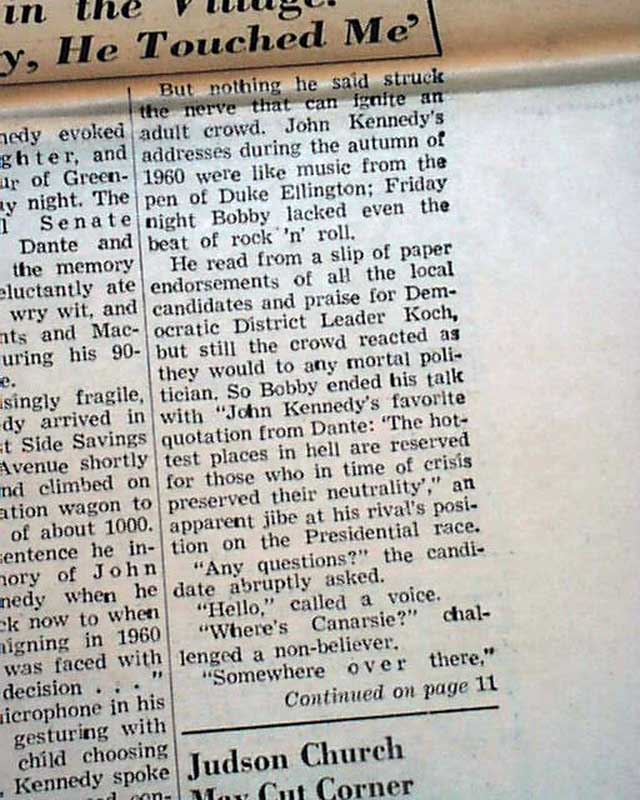 in the Village.
y, He Touched Me'
nedy evoked
ghter, and
ur of Green-
ay night. The
l Senate
Dante and
the memory
eluctantly ate
wry wit, and
nts and Mac-
uring his 90-
e.
singly fragile,
dy arrived in
t Side Savings
Avenue shortly
nd climbed on
ation wagon to
of about 1000.
sentence he in-
mory of John
nedy when he
ck now to when
aigning in 1960
was faced with
decision . . . "
microphone in his
gesturing with
child choosing
. Kennedy spoke
But nothing he said struck
the nerve that can ignite an
adult crowd. John Kennedy's
addresses during the autumn of
1960 were like music from the
pen of Duke Ellington; Friday
night Bobby lacked even the
beat of rock 'n' roll.
He read from a slip of paper
endorsements of all the local
candidates and praise for Dem-
ocratic District Leader Koch,
but still the crowd reacted as
they would to any mortal poli-
tician. So Bobby ended his talk
with "John Kennedy's favorite
quotation from Dante: 'The hot-
test places in hell are reserved
for those who in time of crisis
preserved their neutrality'," an
apparent jibe at his rival's posi-
tion on the Presidential race.
"Any questions?" the candi-
date abruptly asked.
"Hello," called a voice.
"Where's Canarsie?" chal-
lenged a non-believer.
"Somewhere over there,"
Continued on page 11
Judson Church
May Cut Corner